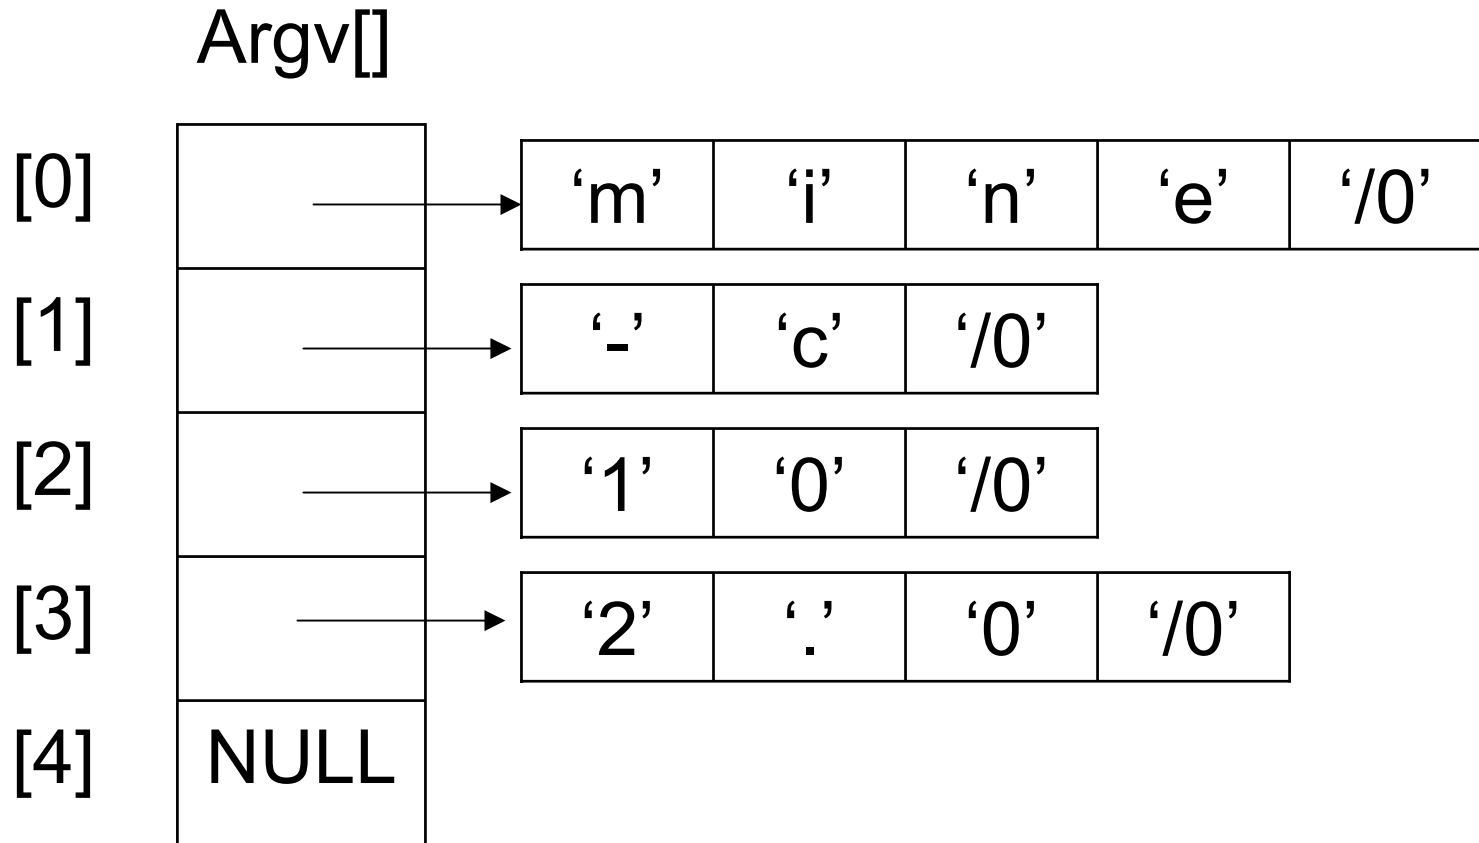 Argv[]
[0] ‘m’ ‘i’ ‘n’ ‘e’ ‘/0’
[1] ‘-’ ‘c’ ‘/0’
[2] ‘1’ ‘0’ ‘/0’
[3] ‘2’ ‘.’ ‘0’ ‘/0’
[4] NULL